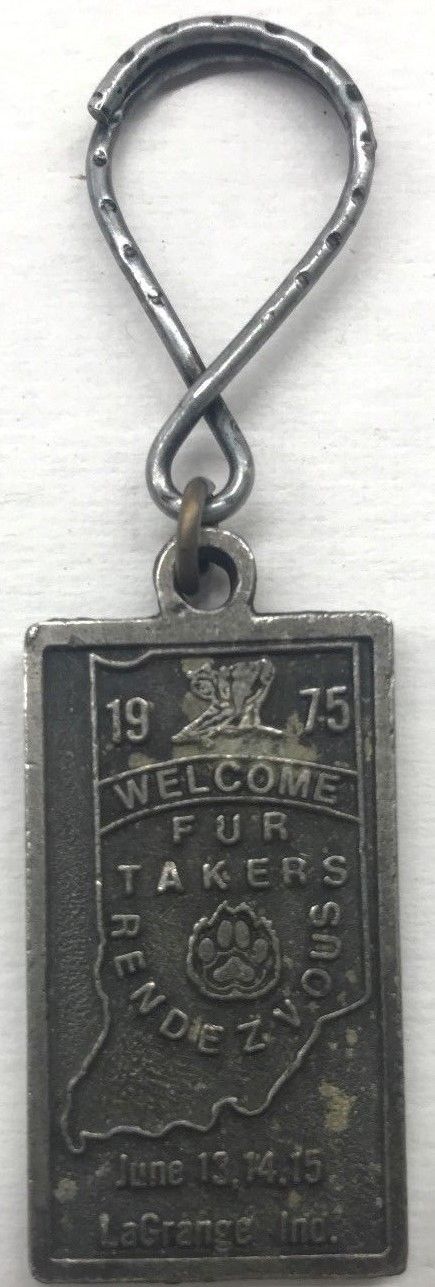 19 75
WELCOME
FUR
TAKERS
RENDEZVOUS
June 13,14,15
LaGrange Ind.